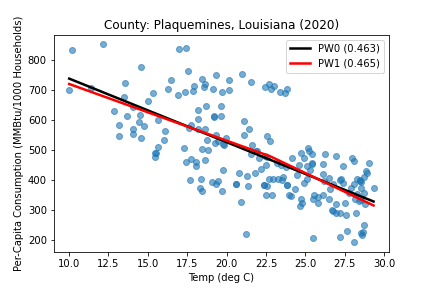 County: Plaquemines, Louisiana (2020)
PW0 (0.463)
PW1 (0.465)
Per-Capita Consumption (MMBtu/1000 Households)
800
700
600
500
400
300
200
10.0 12.5 15.0 17.5 20.0 22.5 25.0 27.5 30.0
Temp (deg C)